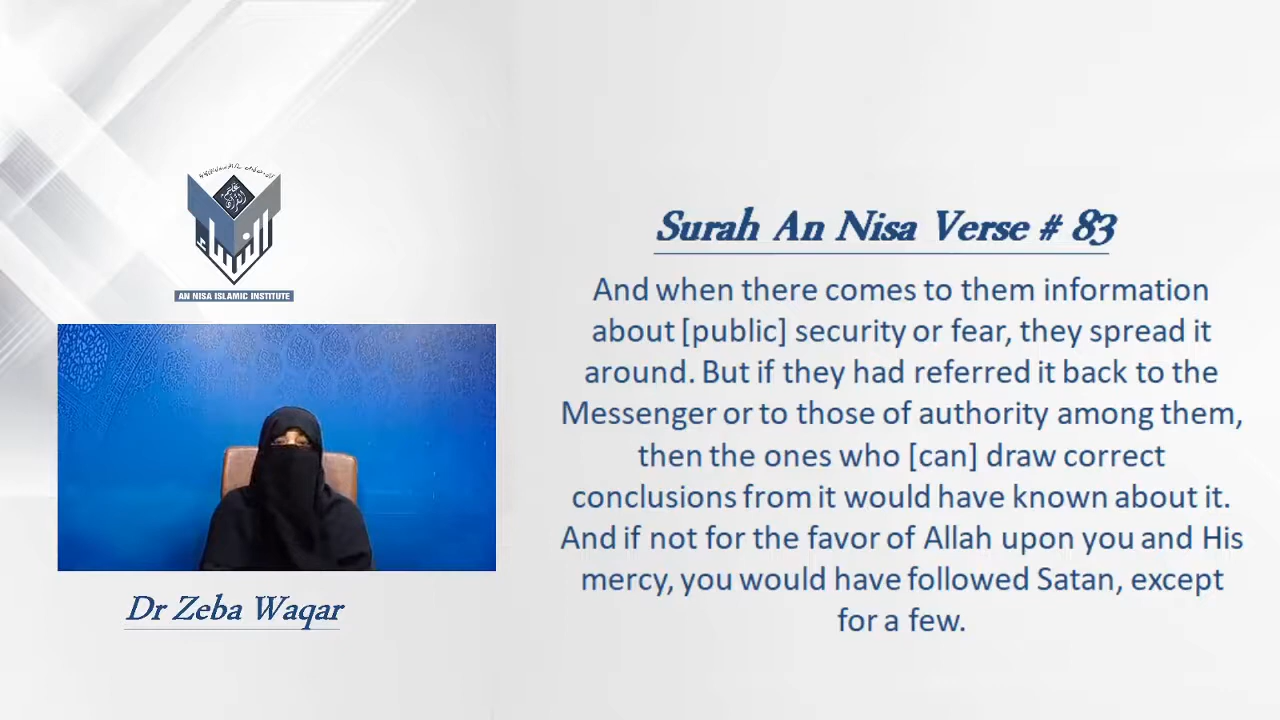 AN NISA ISLAMIC INSTITUTE
Dr Zeba Waqar
Surah An Nisa Verse # 83
And when there comes to them information
about [public] security or fear, they spread it
around. But if they had referred it back to the
Messenger or to those of authority among them,
then the ones who [can] draw correct
conclusions from it would have known about it.
And if not for the favor of Allah upon you and His
mercy, you would have followed Satan, except
for a few.